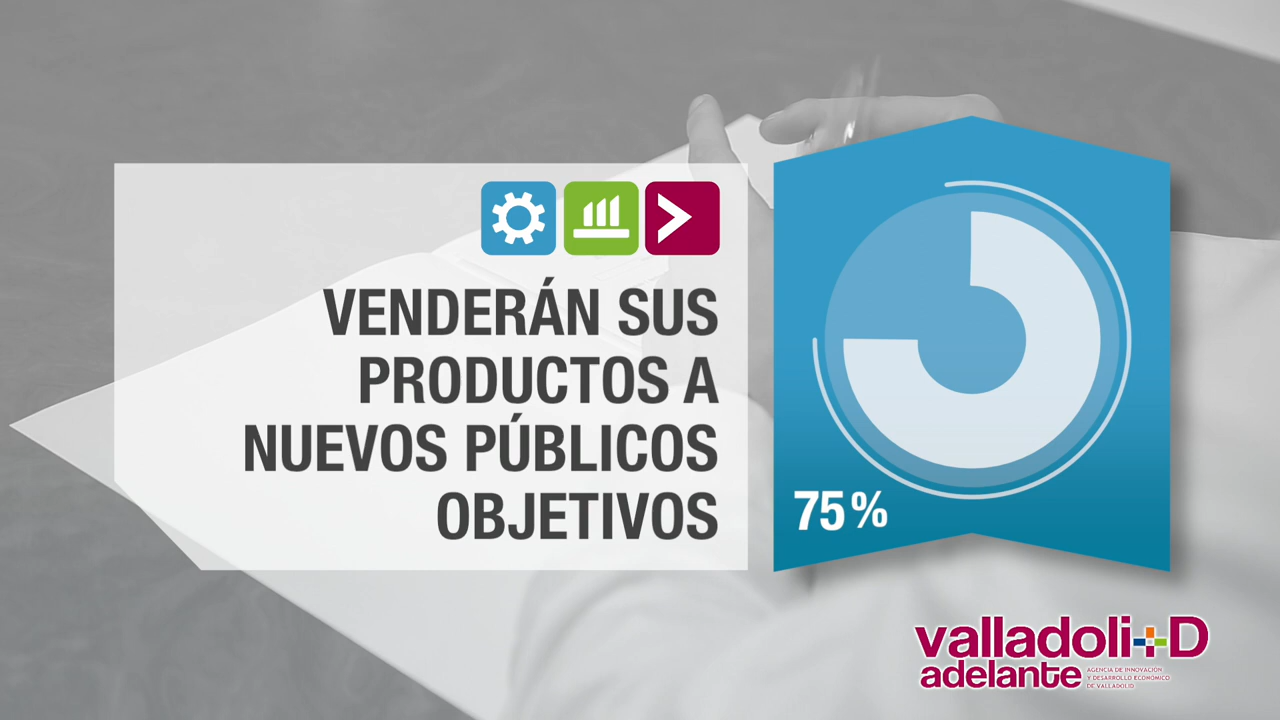 VENDERÁN SUS
PRODUCTOS A
NUEVOS PÚBLICOS
OBJETIVOS
75%
valladoli+D
adelante
AGENCIA DE INNOVACIÓN
Y DESARROLLO ECONÓMICO
DE VALLADOLID